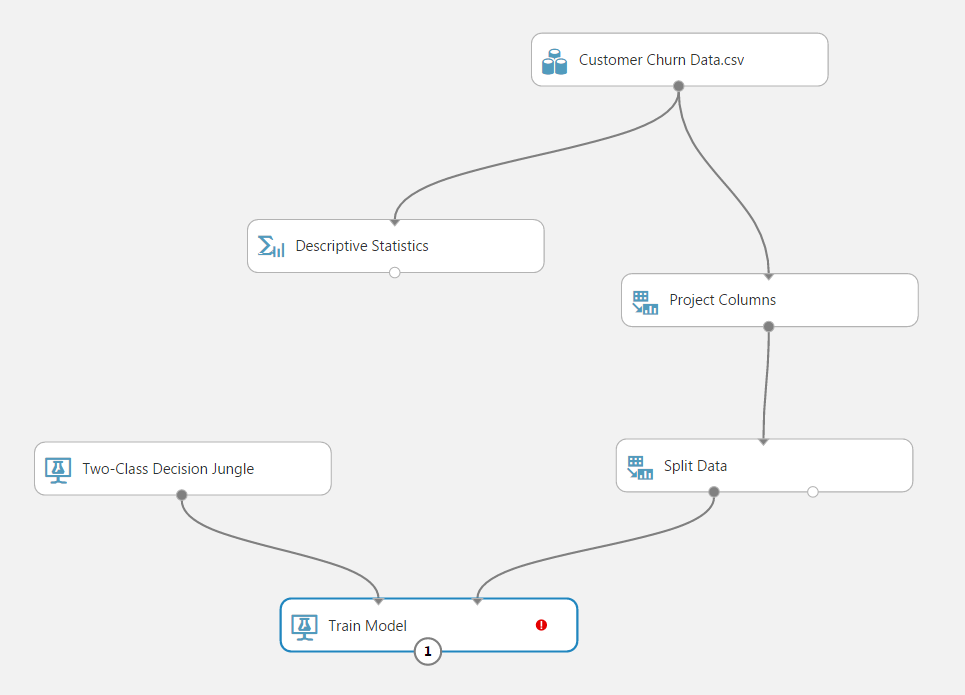 Customer Churn Data.csv
Descriptive Statistics
Project Columns
Two-Class Decision Jungle
Split Data
Train Model
1